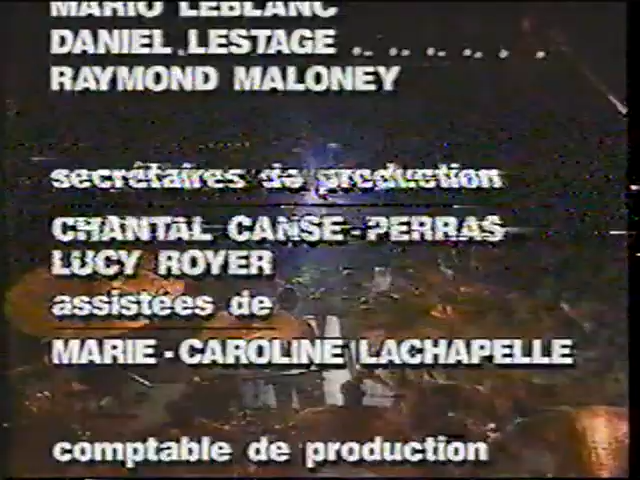 MARIO LEBLANC
DANIEL LESTAGE
RAYMOND MALONEY
secrétaires de production
CHANTAL CANSE-PERRAS
LUCY ROYER
assistées de
MARIE-CAROLINE LACHAPELLE
comptable de production